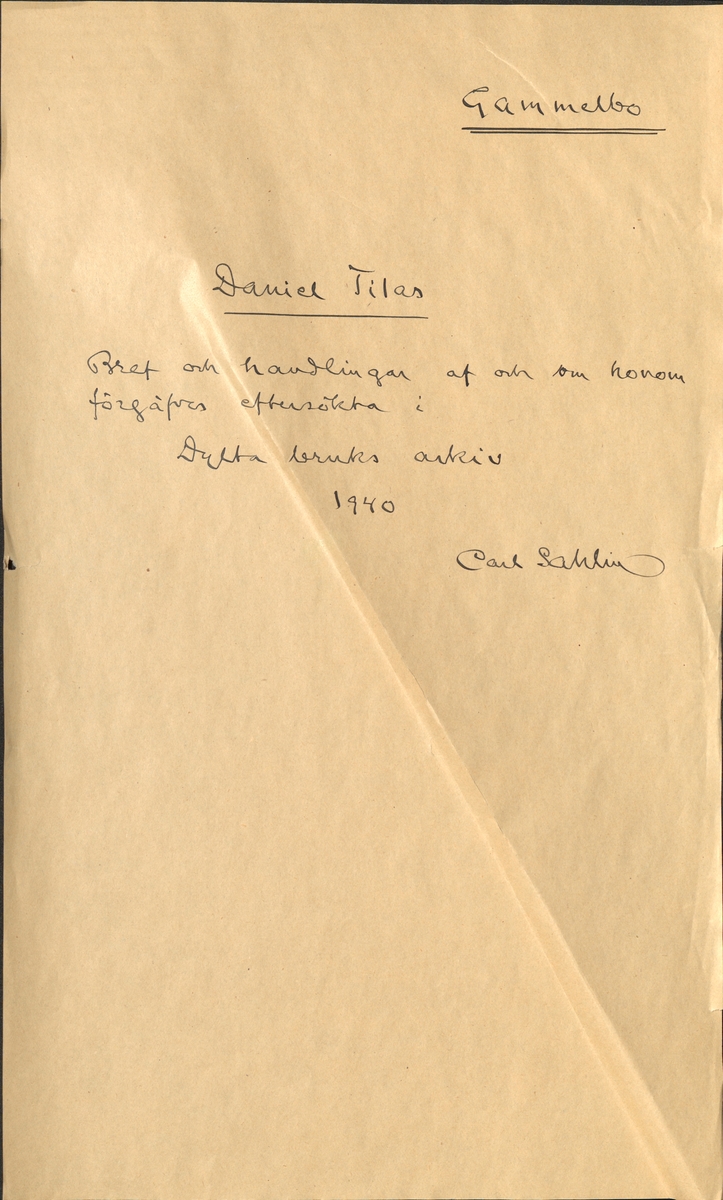 Gammelbo
Daniel Tilas
Bref och handlingar af och om honom
förgäfves eftersökta i
Dylta bruks arkiv
1940
Carl Sahlin